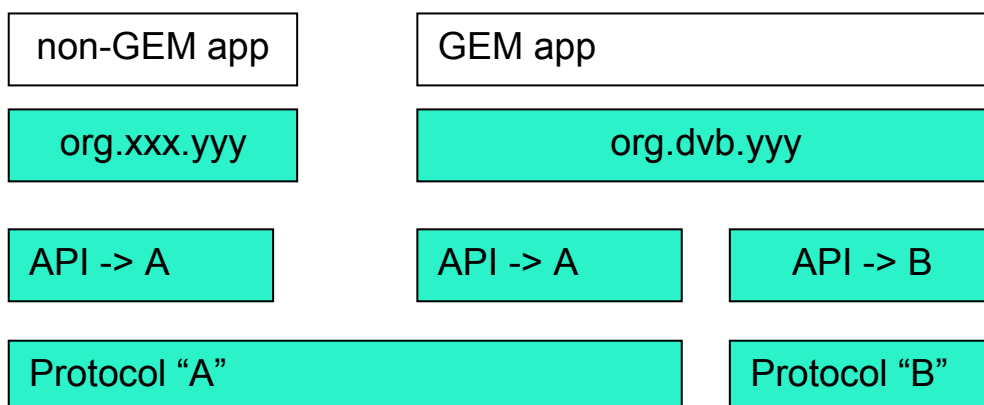 non-GEM app
GEM app
org.xxx.yyy
org.dvb.yyy
API -> A
API -> A
API -> B
Protocol “A”
Protocol “B”